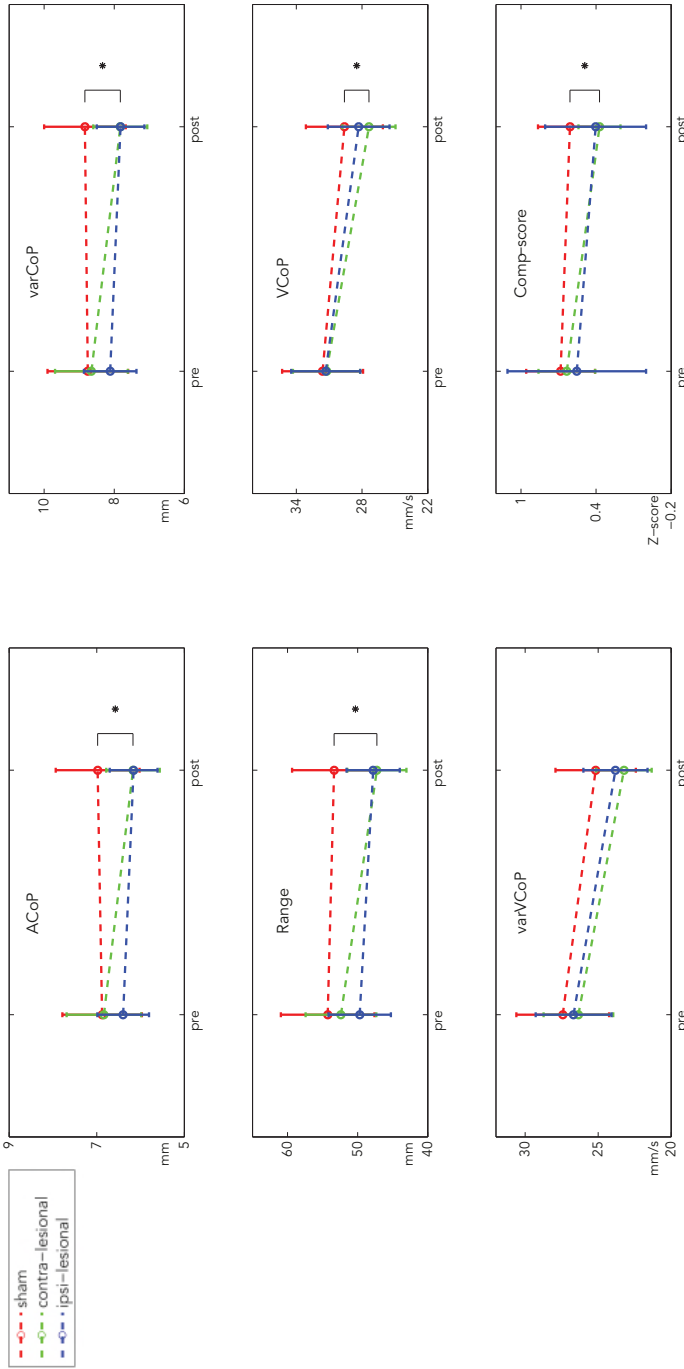 sham
contra-lesional
ipsi-lesional
ACoP
9
7
5
mm
pre
post
*
varCoP
10
8
6
mm
pre
post
*
Range
60
50
40
mm
pre
post
*
VCoP
34
28
22
mm/s
pre
post
*
varVCoP
30
25
20
mm/s
pre
post
Comp-score
1
0.4
-0.2
Z-score
pre
post
*